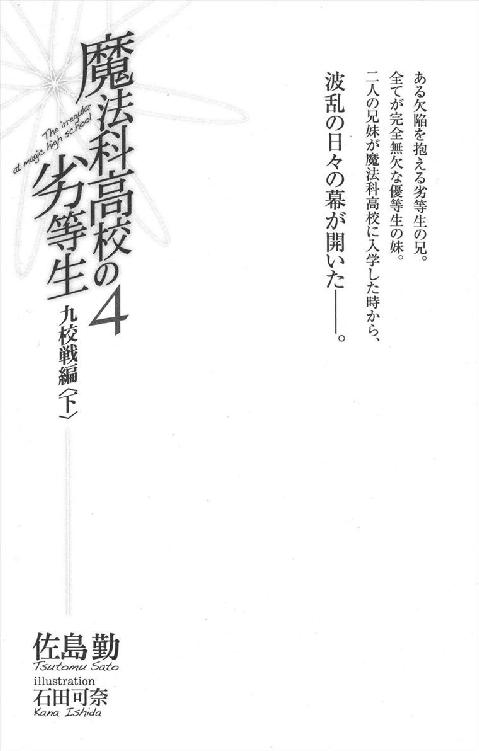 ある欠陥を抱える劣等生の兄。
全てが完全無欠な優等生の妹。
二人の兄妹が魔法科高校に入学した時から、
波乱の日々の幕が開いた――。
魔法科高校の
劣等生 4
The irregular
at magic high school
九校戦編〈下〉
佐島 勤
Tsutomu Sato
illustration
石田可奈
Kana Ishida